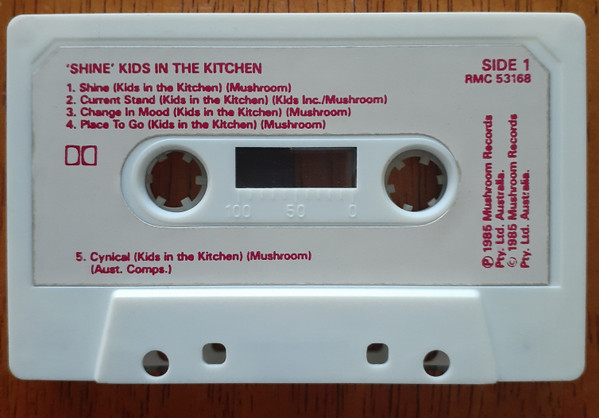 'SHINE' KIDS IN THE KITCHEN
SIDE 1
RMC 53168
1. Shine (Kids in the Kitchen) (Mushroom)
2. Current Stand (Kids in the Kitchen) (Kids Inc./Mushroom)
3. Change In Mood (Kids in the Kitchen) (Mushroom)
4. Place To Go (Kids in the Kitchen) (Mushroom)
100 50 0
5. Cynical (Kids in the Kitchen) (Mushroom)
(Aust. Comps.)
℗ 1985 Mushroom Records
Pty. Ltd. Australia.
© 1985 Mushroom Records
Pty. Ltd. Australia.